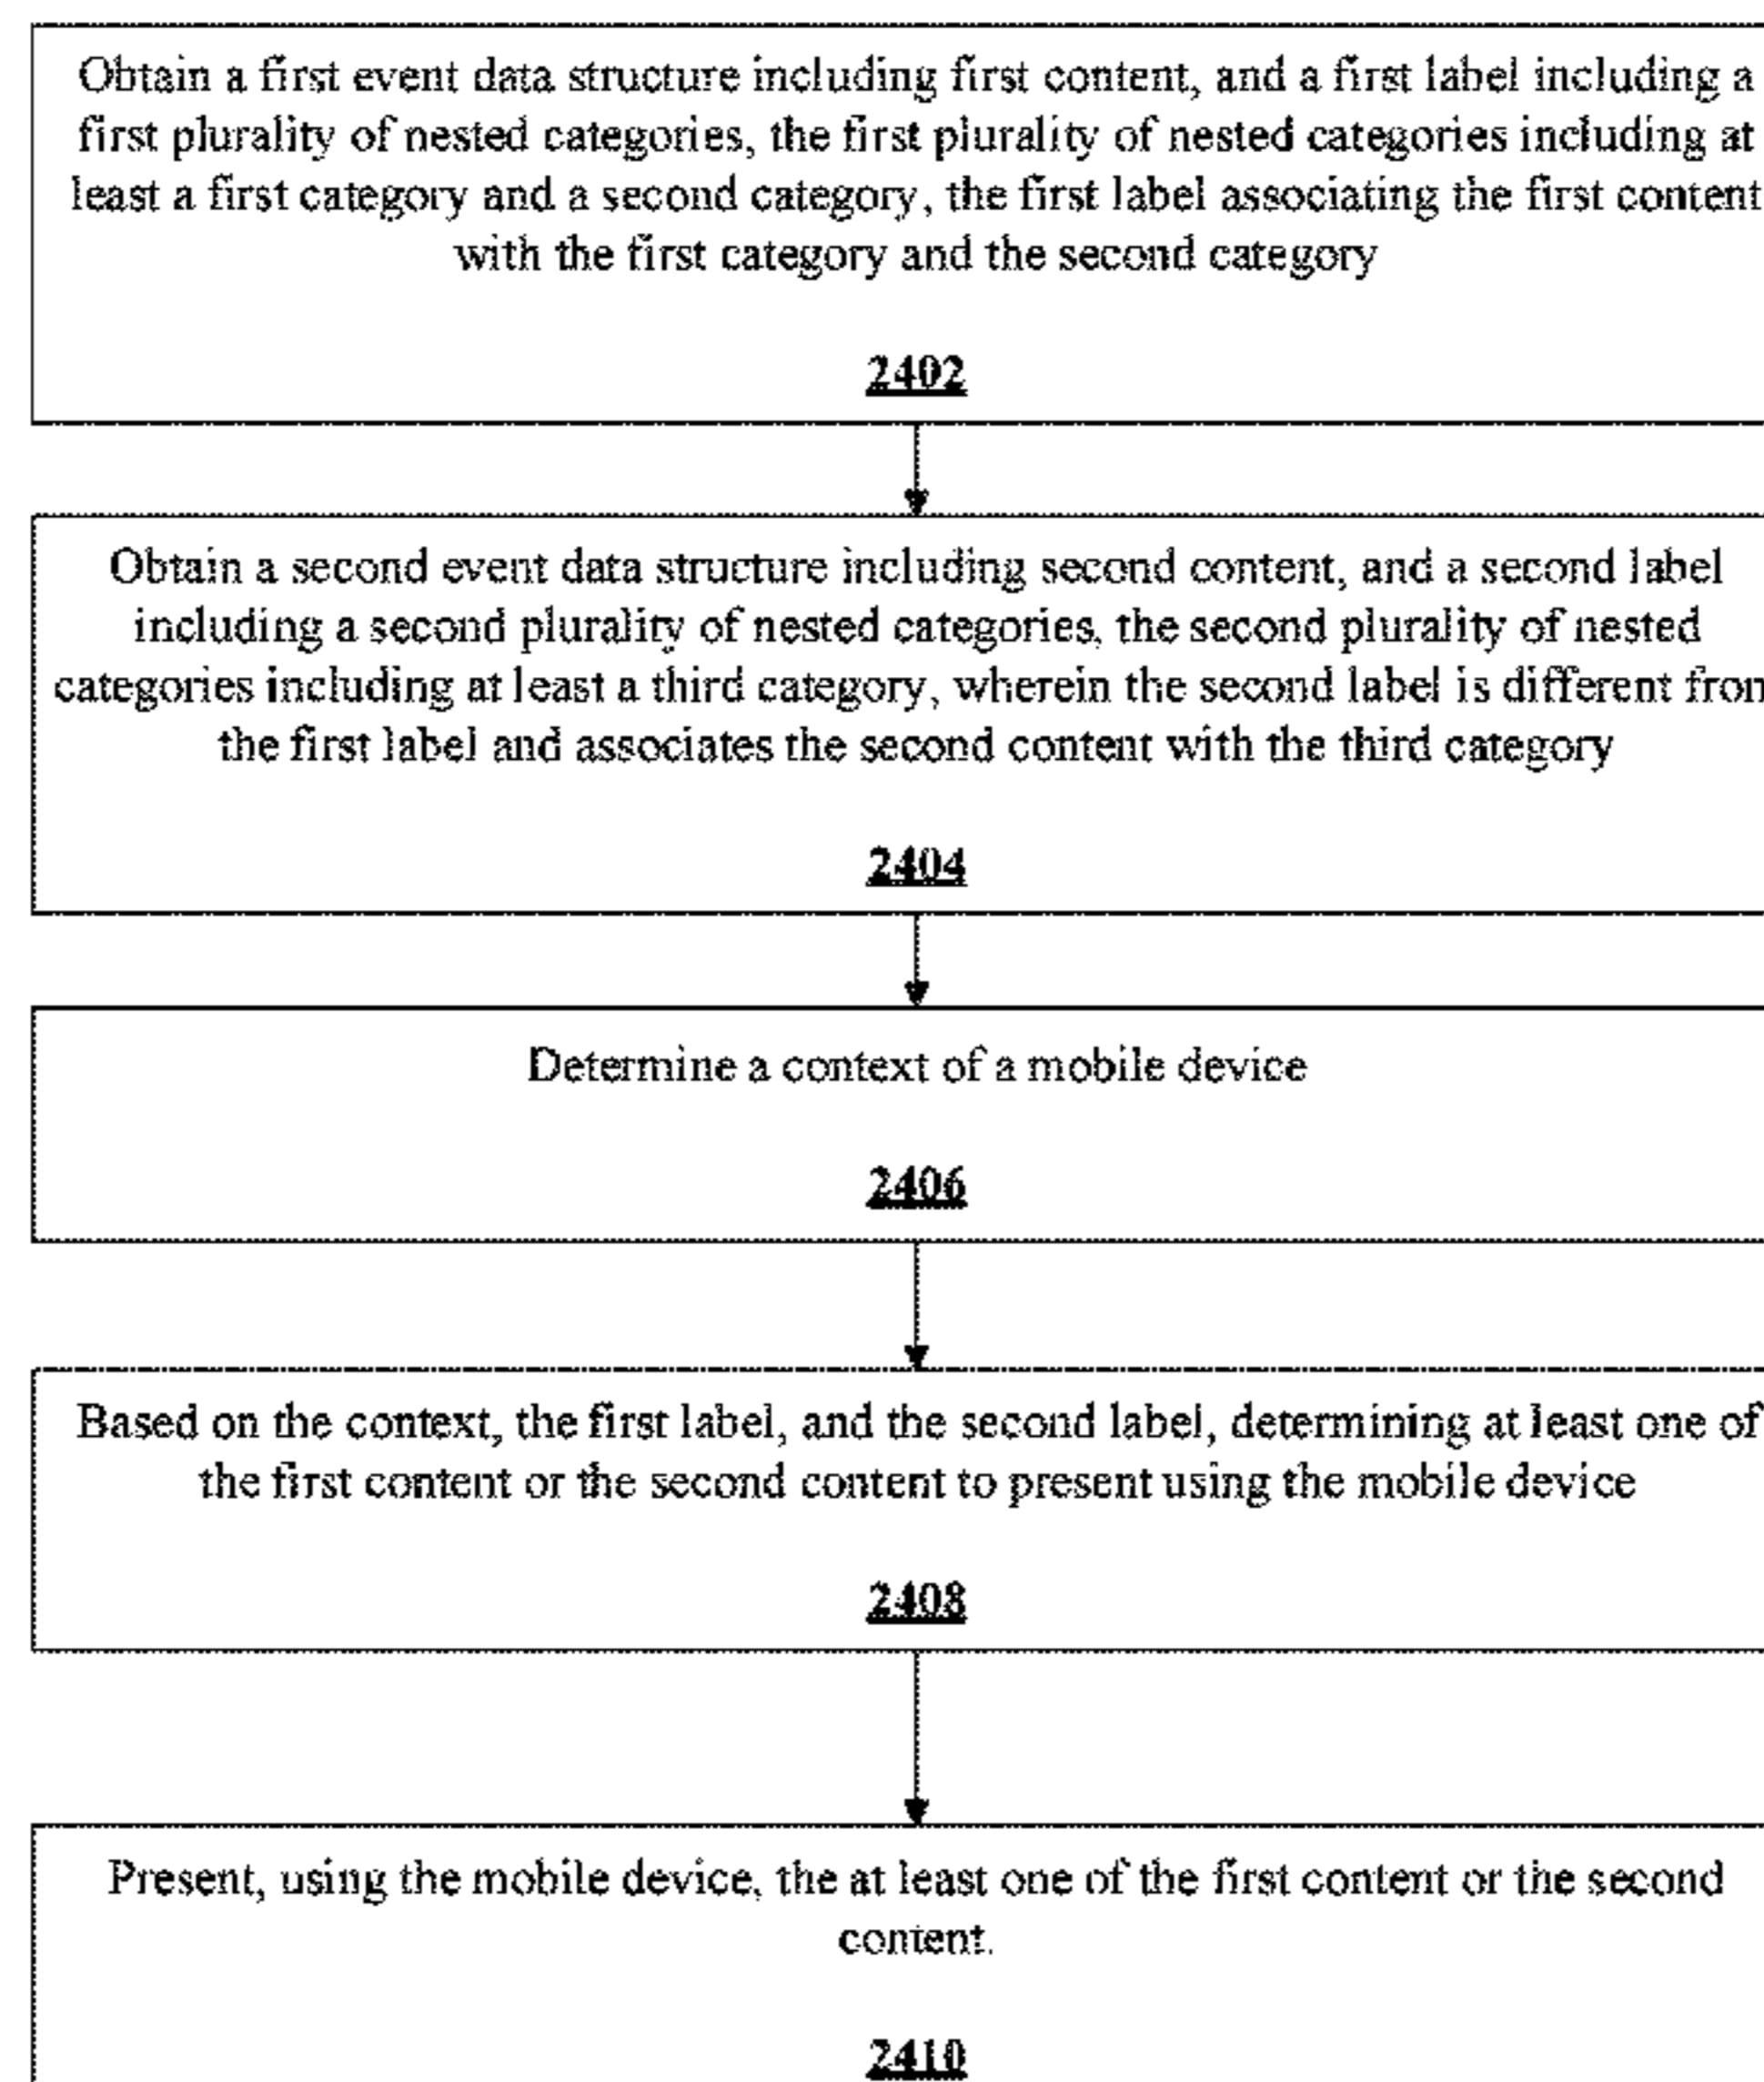 Obtain a first event data structure including first content, and a first label including a
first plurality of nested categories, the first plurality of nested categories including at
least a first category and a second category, the first label associating the first content
with the first category and the second category
2402
Obtain a second event data structure including second content, and a second label
including a second plurality of nested categories, the second plurality of nested
categories including at least a third category, wherein the second label is different from
the first label and associates the second content with the third category
2404
Determine a context of a mobile device
2406
Based on the context, the first label, and the second label, determining at least one of
the first content or the second content to present using the mobile device
2408
Present, using the mobile device, the at least one of the first content or the second
content.
2410